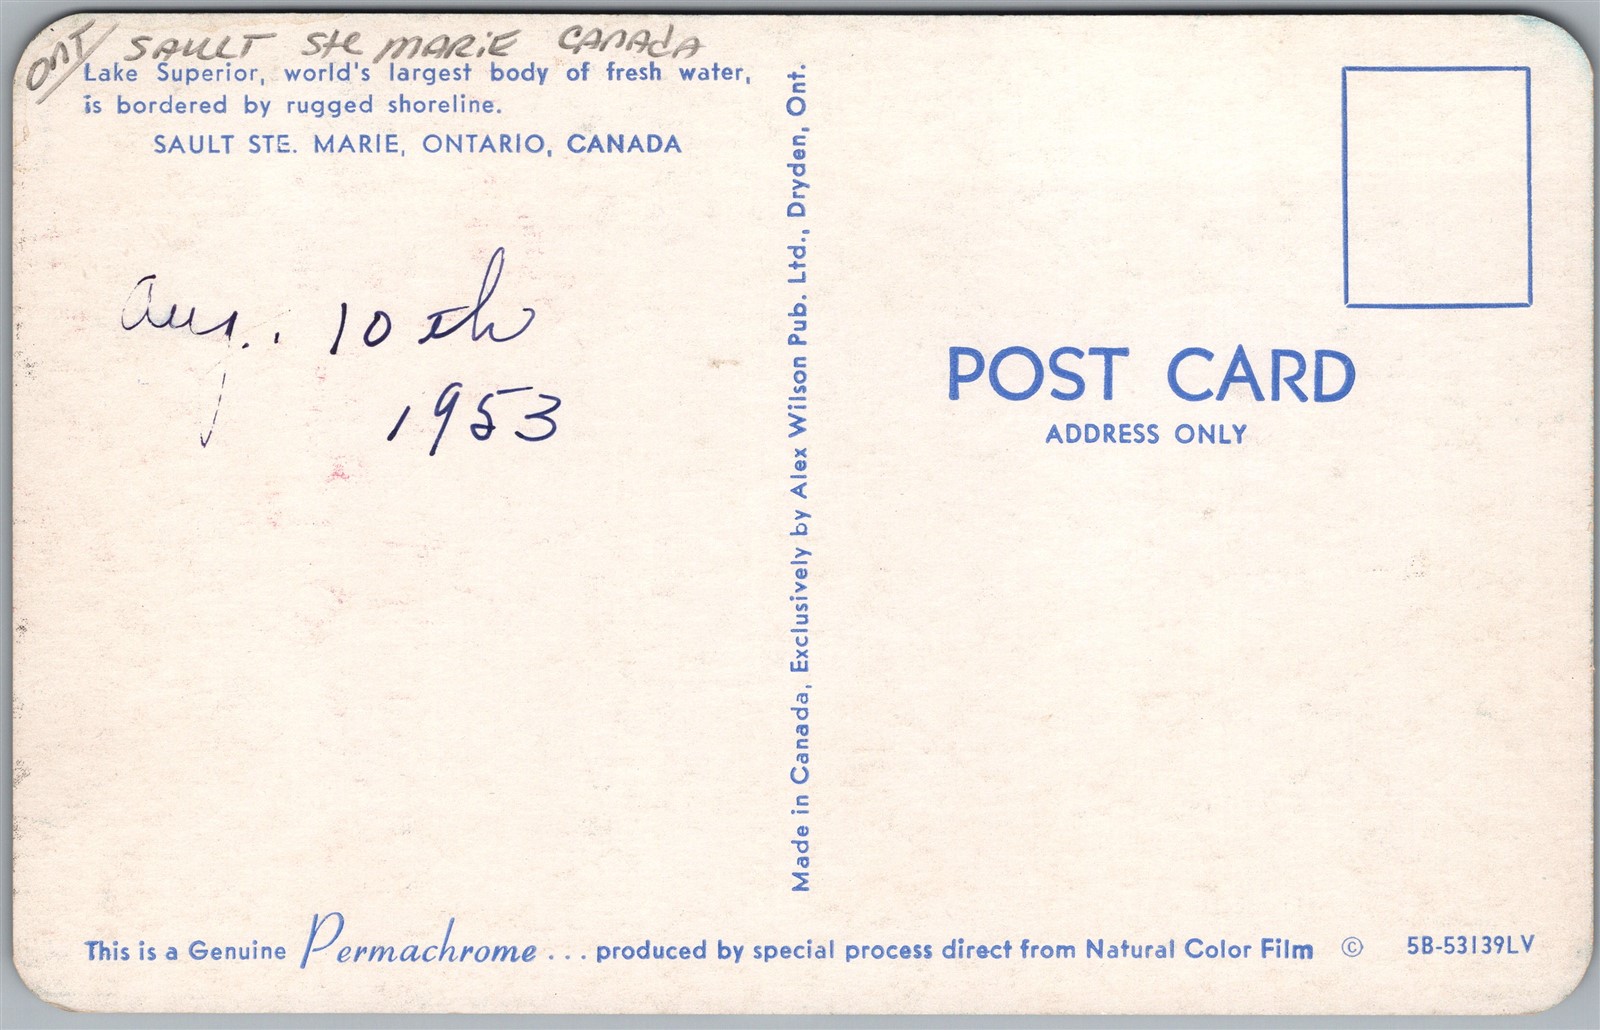 ONT SAULT Ste MARIE CANADA
Lake Superior, world's largest body of fresh water,
is bordered by rugged shoreline.
SAULT STE. MARIE, ONTARIO, CANADA
Aug. 10th
1953
Made in Canada, Exclusively by Alex Wilson Pub. Ltd., Dryden, Ont.
POST CARD
ADDRESS ONLY
This is a Genuine Permachrome ... produced by special process direct from Natural Color Film © 5B-53139LV